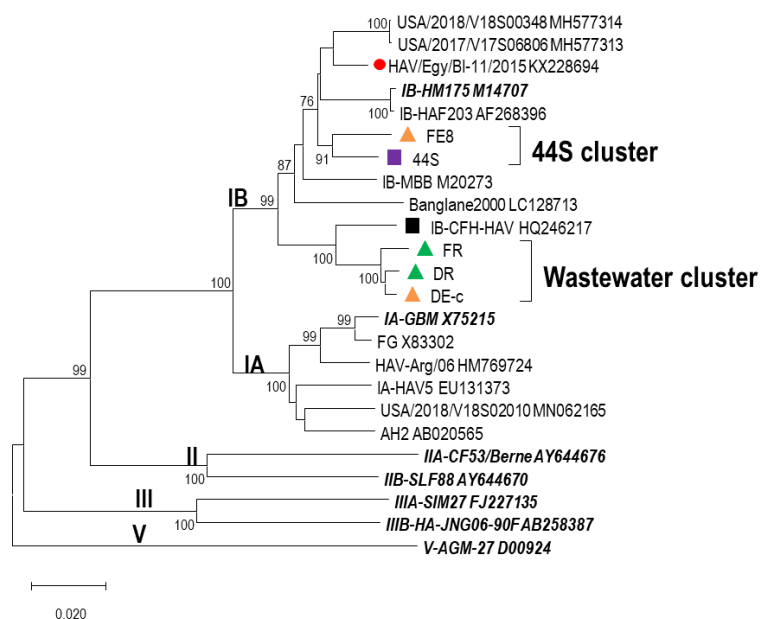 100
USA/2018/V18S00348 MH577314
USA/2017/V17S06806 MH577313
HAV/Egy/BI-11/2015 KX228694
76
IB-HM175 M14707
100
IB-HAF203 AF268396
FE8
91
44S
44S cluster
87
IB-MBB M20273
IB
99
Banglane2000 LC128713
IB-CFH-HAV HQ246217
100
FR
100
DR
DE-c
Wastewater cluster
100
99
IA-GBM X75215
99
FG X83302
IA
HAV-Arg/06 HM769724
100
IA-HAV5 EU131373
99
USA/2018/V18S02010 MN062165
AH2 AB020565
II
IIA-CF53/Berne AY644676
100
IIB-SLF88 AY644670
III
IIIA-SIM27 FJ227135
100
IIIB-HA-JNG06-90F AB258387
V
V-AGM-27 D00924
0.020